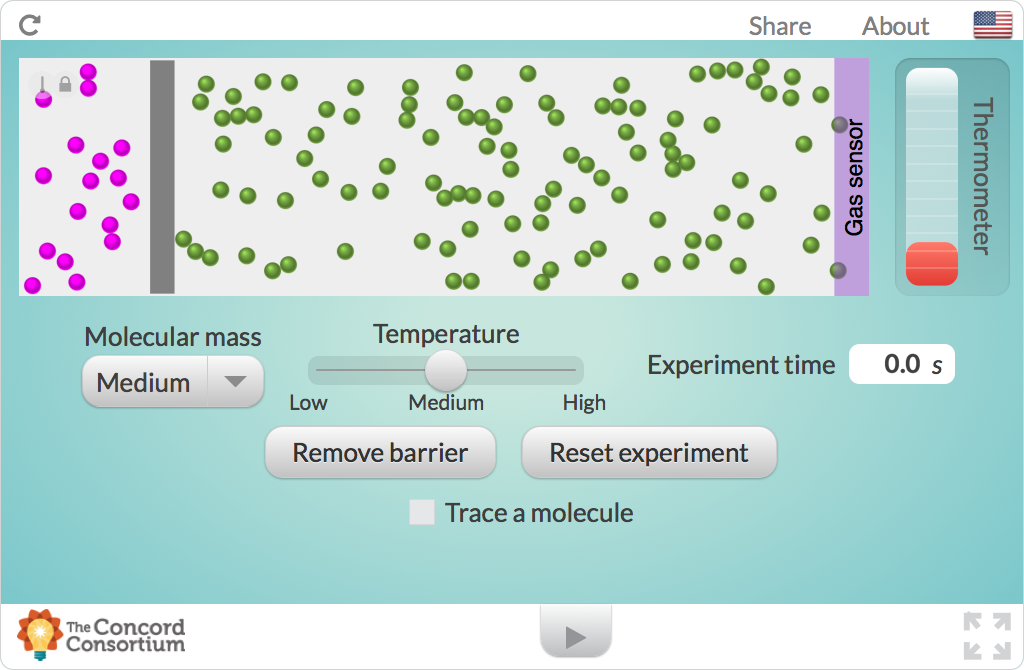 Share
About
Gas sensor
Thermometer
Molecular mass
Medium
Temperature
Low
Medium
High
Experiment time
0.0 s
Remove barrier
Reset experiment
Trace a molecule
The Concord
Consortium